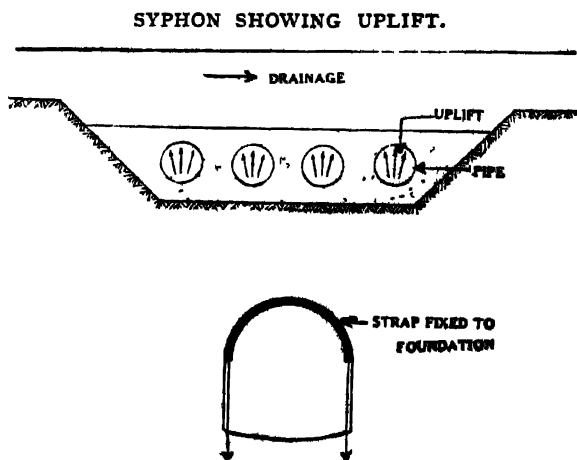 SYPHON SHOWING UPLIFT.
DRAINAGE
UPLIFT
PIPE
STRAP FIXED TO
FOUNDATION